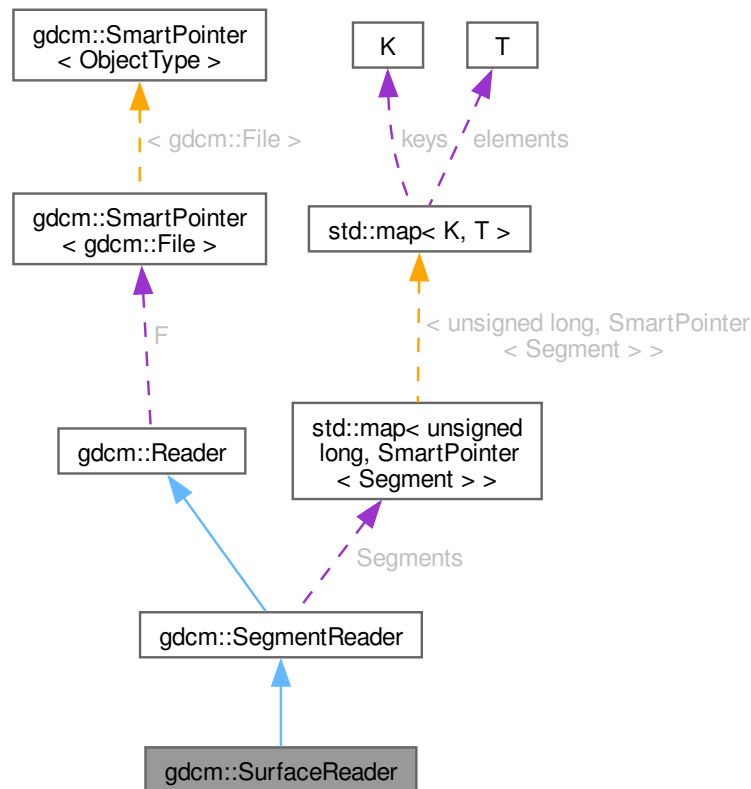 gdcm::SmartPointer
< ObjectType >
K
T
< gdcm::File >
keys
elements
gdcm::SmartPointer
< gdcm::File >
std::map< K, T >
F
< unsigned long, SmartPointer
< Segment > >
gdcm::Reader
std::map< unsigned
long, SmartPointer
< Segment > >
Segments
gdcm::SegmentReader
gdcm::SurfaceReader